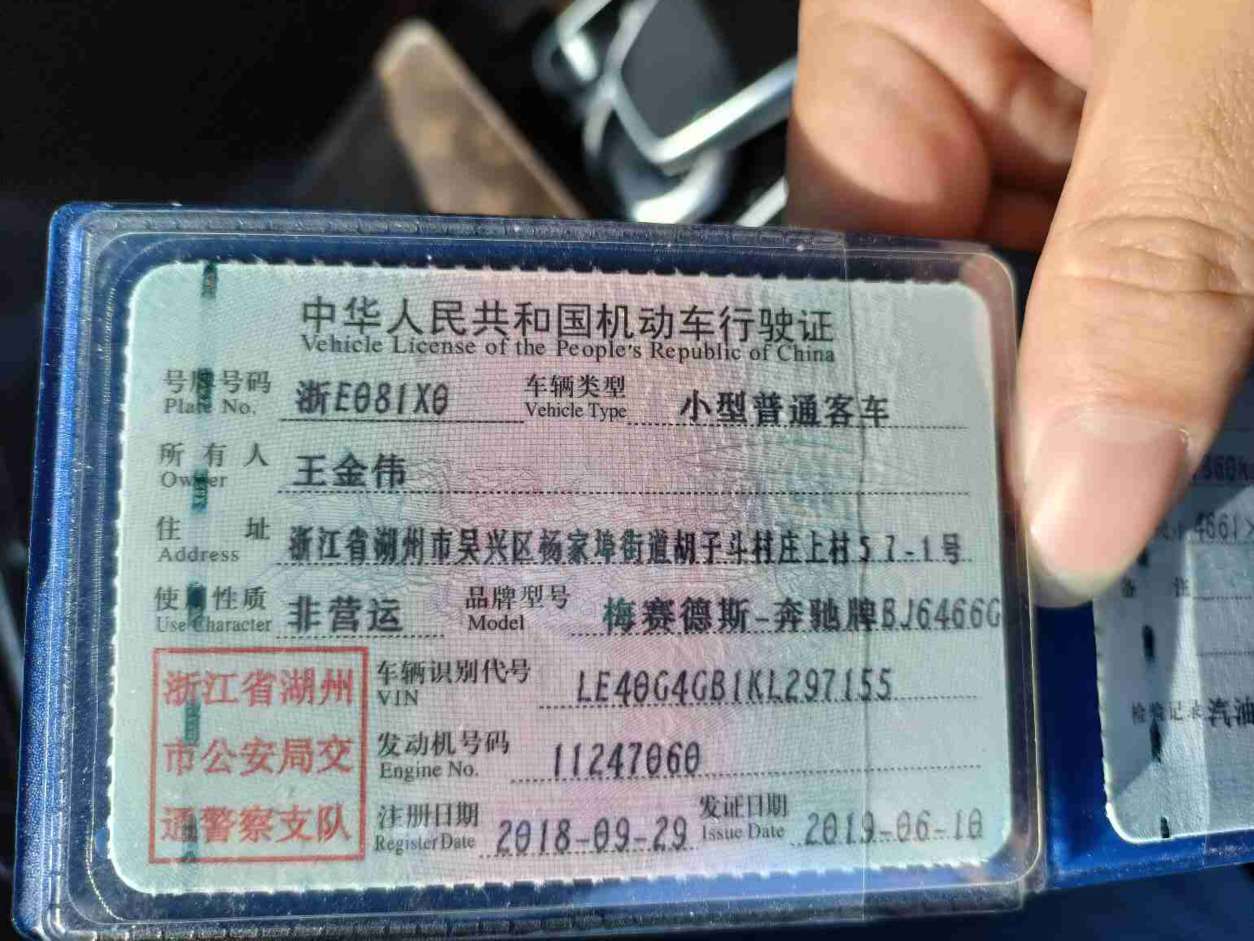 中华人民共和国机动车行驶证
Vehicle License of the People's Republic of China
号牌号码 浙E081X0 车辆类型 小型普通客车
Plate No. Vehicle Type
所有人 王金伟
Owner
住址 浙江省湖州市吴兴区杨家埠街道胡子斗村庄上村57-1号
Address
使用性质 非营运 品牌型号 梅赛德斯-奔驰牌BJ6466G
Use Character Model
浙江省湖州
市公安局交
通警察支队
车辆识别代号 LE40G4GB1KL297155
VIN
发动机号码 11247060
Engine No.
注册日期 2018-09-29 发证日期 2019-06-10
Register Date Issue Date
4661
备 注
检验记录 汽油